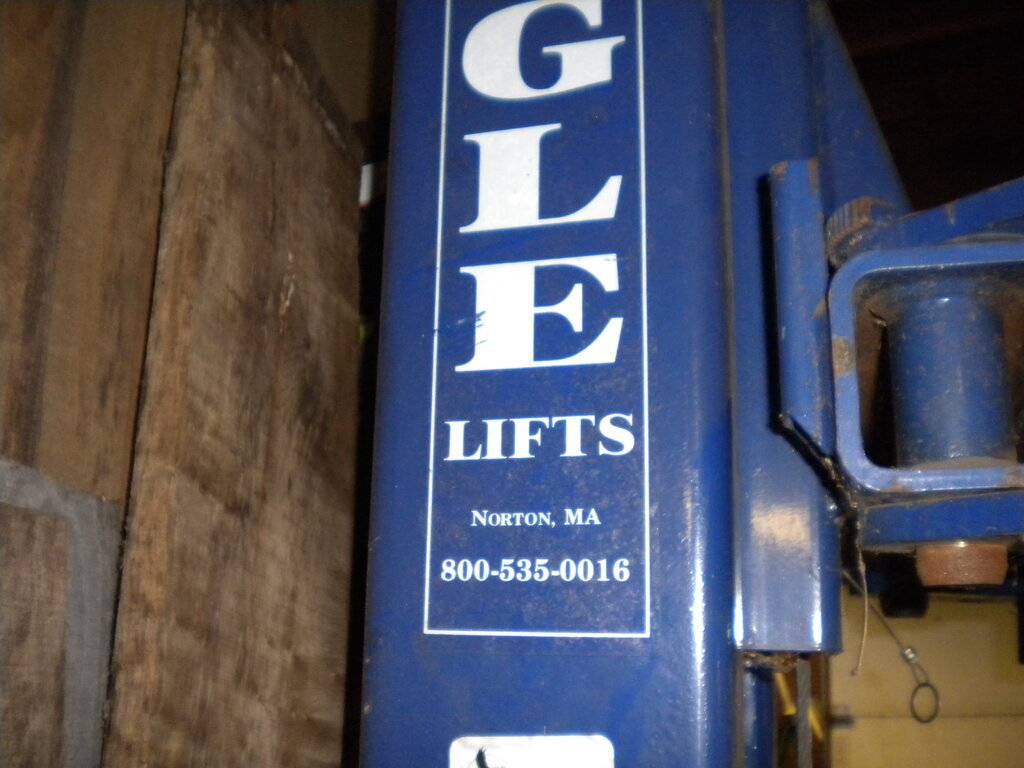 G
L
E
LIFTS
NORTON, MA
800-535-0016